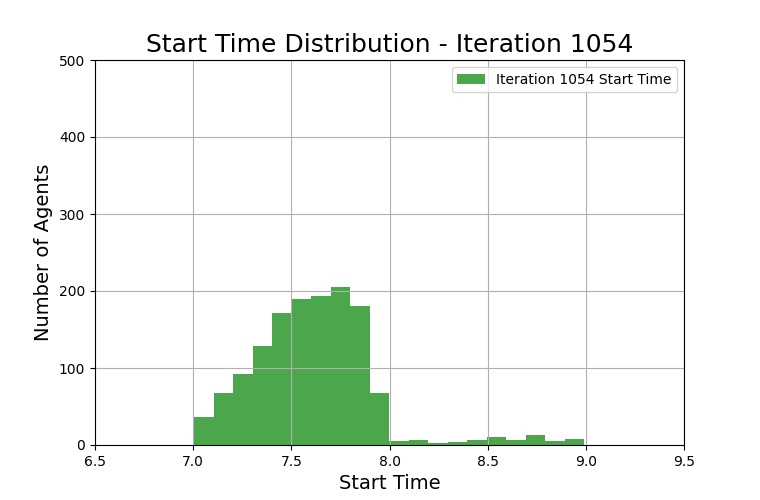 Start Time Distribution - Iteration 1054
Iteration 1054 Start Time
Number of Agents
500
400
300
200
100
0
6.5 7.0 7.5 8.0 8.5 9.0 9.5
Start Time